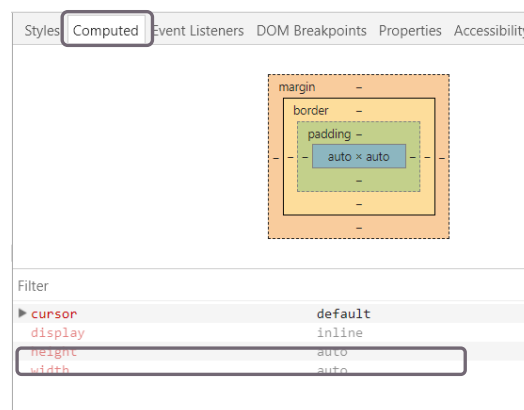 Styles Computed Event Listeners DOM Breakpoints Properties Accessibility
margin –
border –
padding –
– – – auto × auto – – –
–
–
–
Filter
cursor default
display inline
height auto
width auto